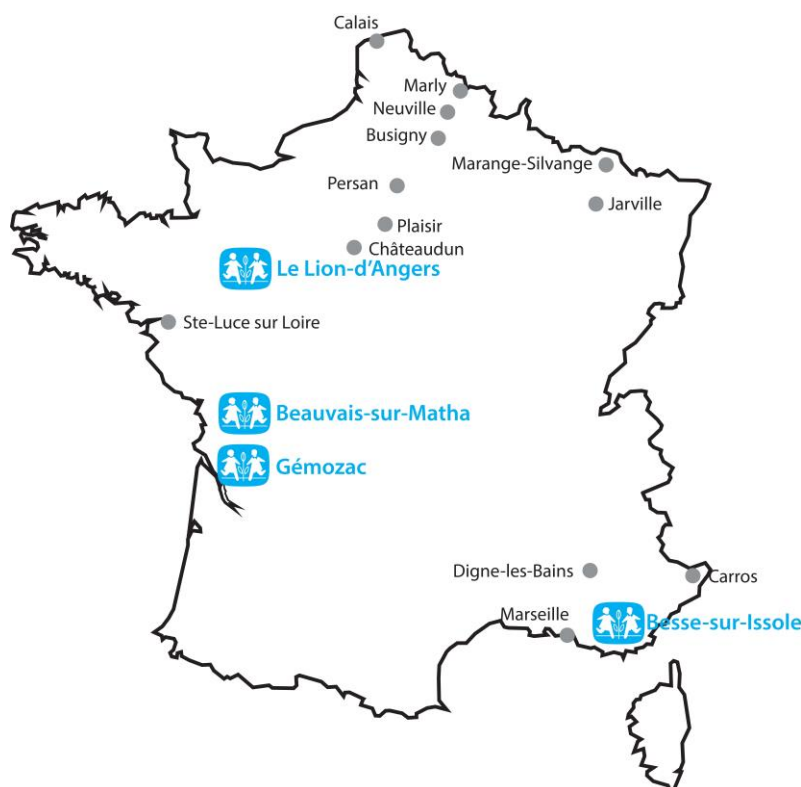 Calais
Marly
Neuville
Busigny
Marange-Silvange
Persan
Jarville
Plaisir
Châteaudun
Le Lion-d'Angers
Ste-Luce sur Loire
Beauvais-sur-Matha
Gémozac
Digne-les-Bains
Carros
Marseille
Besse-sur-Issole